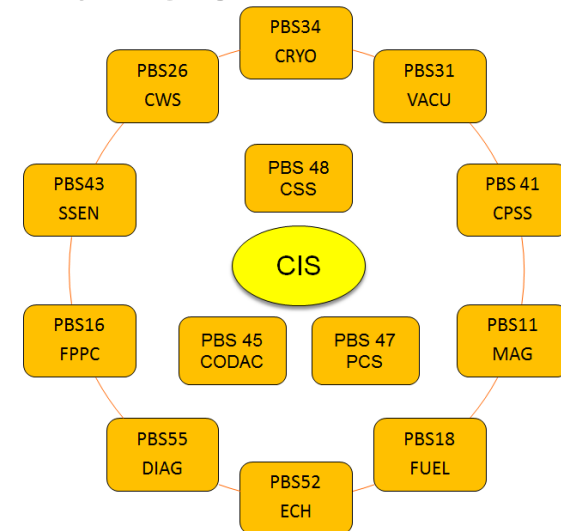 PBS34
CRYO
PBS26
CWS
PBS31
VACU
PBS 48
CSS
PBS43
SSEN
PBS 41
CPSS
CIS
PBS16
FPPC
PBS 45
CODAC
PBS 47
PCS
PBS11
MAG
PBS55
DIAG
PBS18
FUEL
PBS52
ECH